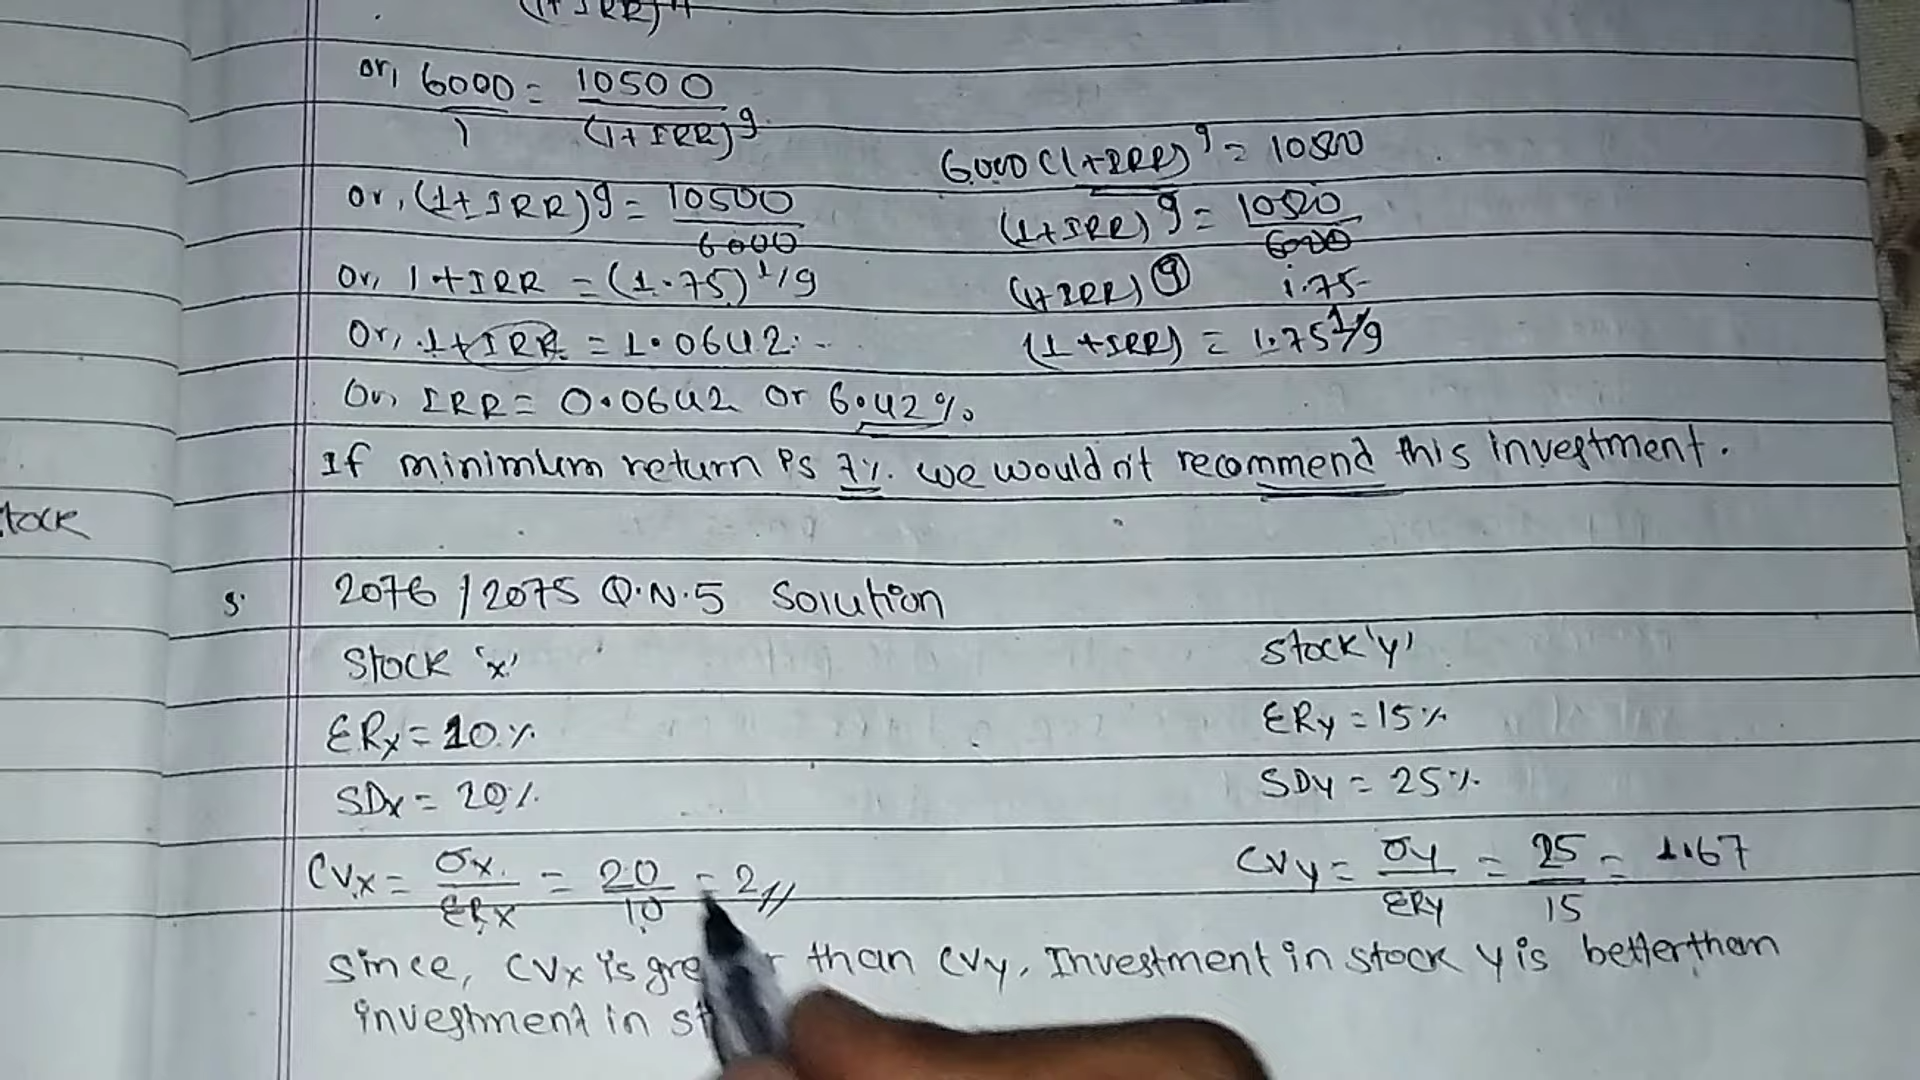 (1+IRR)n
or, 6000 = 10500
1 (1+IRR)9
or, (1+IRR)9 = 10500
6000
or, 1+IRR = (1.75)1/9
or, 1+IRR = 1.0642
or, IRR = 0.0642 or 6.42%
6000(1+IRR)9 = 10500
(1+IRR)9 = 1050
6000
(1+IRR)9 1.75
(1+IRR) = 1.751/9
If minimum return is 7%. we wouldn't recommend this investment.
tock
5. 2076/2075 Q.N.5 Solution
Stock 'x'
ERx = 10%
SDx = 20%
CVx = σx = 20 = 2//
ERx 10
Stock 'y'
ERy = 15%
SDy = 25%
CVy = σy = 25 = 1.67
ERy 15
Since, CVx is gre than CVy, Investment in stock y is better than
investment in st